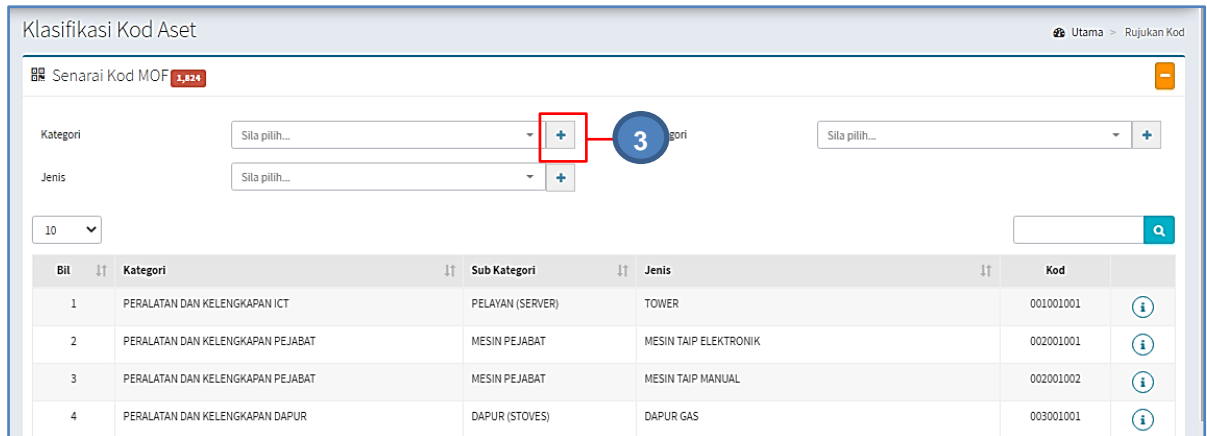 Klasifikasi Kod Aset
Utama > Rujukan Kod
Senarai Kod MOF 1,824
Kategori Sila pilih... + 3 gori Sila pilih... +
Jenis Sila pilih... +
10
Bil Kategori Sub Kategori Jenis Kod
1 PERALATAN DAN KELENGKAPAN ICT PELAYAN (SERVER) TOWER 001001001
2 PERALATAN DAN KELENGKAPAN PEJABAT MESIN PEJABAT MESIN TAIP ELEKTRONIK 002001001
3 PERALATAN DAN KELENGKAPAN PEJABAT MESIN PEJABAT MESIN TAIP MANUAL 002001002
4 PERALATAN DAN KELENGKAPAN DAPUR DAPUR (STOVES) DAPUR GAS 003001001